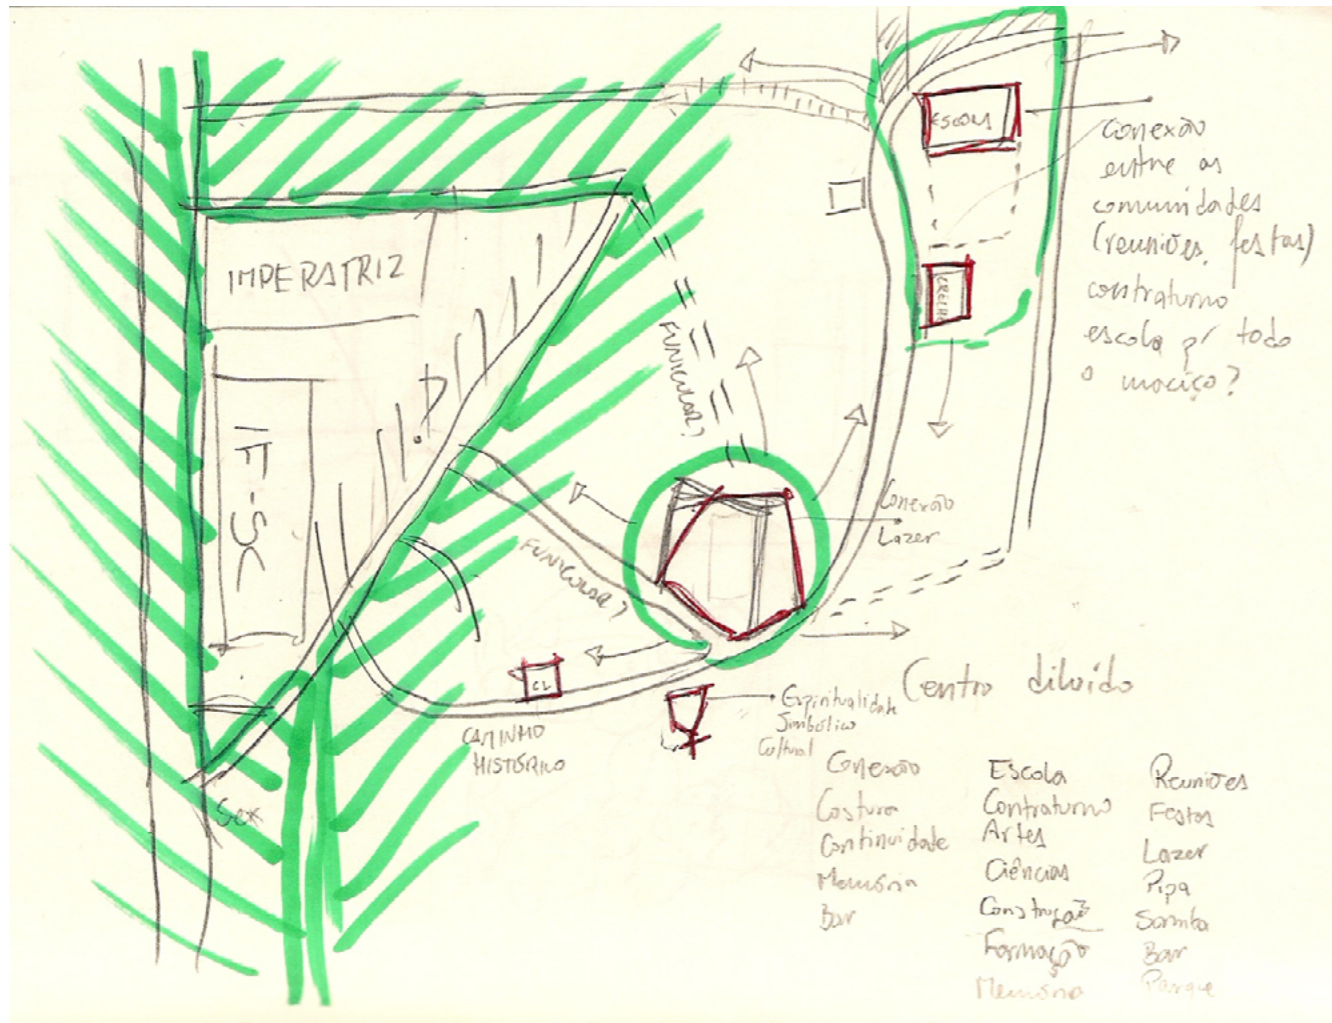 ESCOLA
Conexão
entre as
comunidades
(reuniões, festas)
contraturno
escola p/ todo
o maciço?
IMPERATRIZ
CRECHE
FUNICULAR?
?
IF-SC
Conexão
Lazer
FUNICULAR?
CL
Espiritualidade
Simbólico
Cultural
CAMINHO
HISTÓRICO
Centro diluído
Conexão
Costura
Continuidade
Memória
Bar
Escola
Contraturno
Artes
Ciências
Construção
Formação
Memória
Reuniões
Festas
Lazer
Pipa
Samba
Bar
Parque